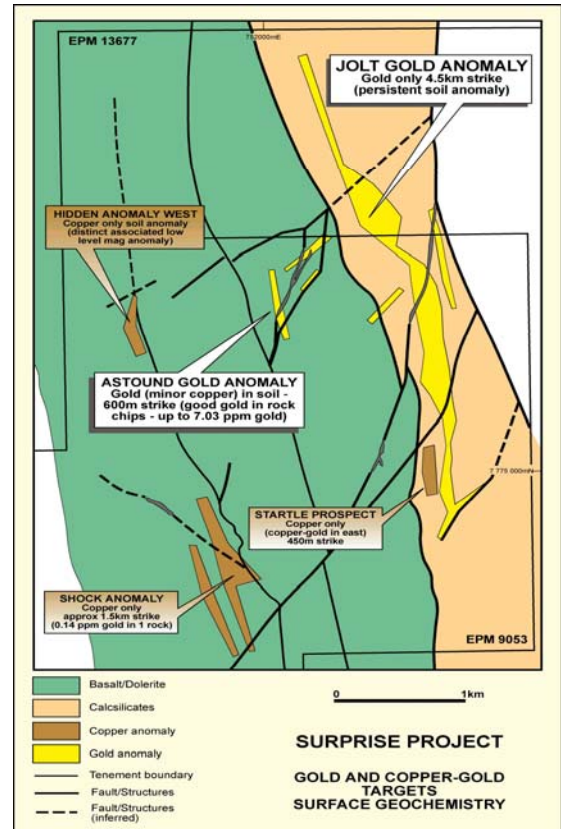 EPM 13677
752000mE
JOLT GOLD ANOMALY
Gold only 4.5km strike
(persistent soil anomaly)
HIDDEN ANOMALY WEST
Copper only soil anomaly
(distinct associated low
level mag anomaly)
ASTOUND GOLD ANOMALY
Gold (minor copper) in soil -
600m strike (good gold in rock
chips - up to 7.03 ppm gold)
7 775 000mN
STARTLE PROSPECT
Copper only
(copper-gold in east)
450m strike
SHOCK ANOMALY
Copper only
approx 1.5km strike
(0.14 ppm gold in 1 rock)
EPM 9053
Basalt/Dolerite
Calcsilicates
Copper anomaly
Gold anomaly
Tenement boundary
Fault/Structures
Fault/Structures
(inferred)
0 1km
SURPRISE PROJECT
GOLD AND COPPER-GOLD
TARGETS
SURFACE GEOCHEMISTRY